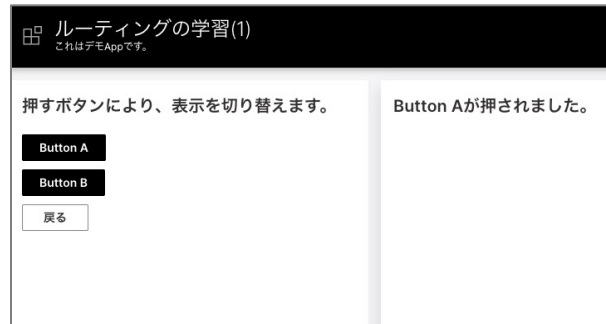 ルーティングの学習(1)
これはデモAppです。
押すボタンにより、表示を切り替えます。
Button A
Button B
戻る
Button Aが押されました。